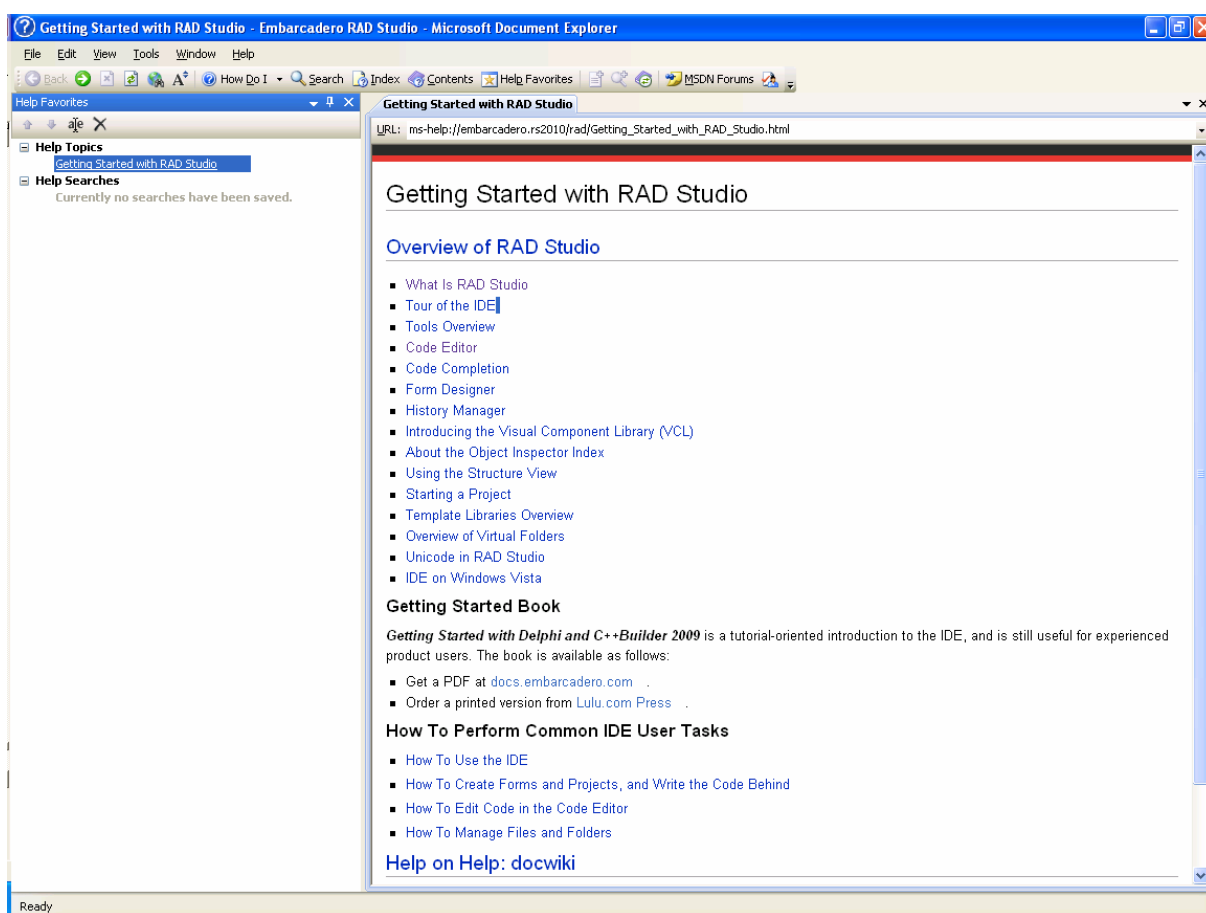 Getting Started with RAD Studio - Embarcadero RAD Studio - Microsoft Document Explorer
File Edit View Tools Window Help
Back How Do I Search Index Contents Help Favorites MSDN Forums
Help Favorites
Getting Started with RAD Studio
URL: ms-help://embarcadero.rs2010/rad/Getting_Started_with_RAD_Studio.html
Help Topics
Getting Started with RAD Studio
Help Searches
Currently no searches have been saved.
Getting Started with RAD Studio
Overview of RAD Studio
What Is RAD Studio
Tour of the IDE
Tools Overview
Code Editor
Code Completion
Form Designer
History Manager
Introducing the Visual Component Library (VCL)
About the Object Inspector Index
Using the Structure View
Starting a Project
Template Libraries Overview
Overview of Virtual Folders
Unicode in RAD Studio
IDE on Windows Vista
Getting Started Book
Getting Started with Delphi and C++Builder 2009 is a tutorial-oriented introduction to the IDE, and is still useful for experienced
product users. The book is available as follows:
Get a PDF at docs.embarcadero.com .
Order a printed version from Lulu.com Press .
How To Perform Common IDE User Tasks
How To Use the IDE
How To Create Forms and Projects, and Write the Code Behind
How To Edit Code in the Code Editor
How To Manage Files and Folders
Help on Help: docwiki
Ready